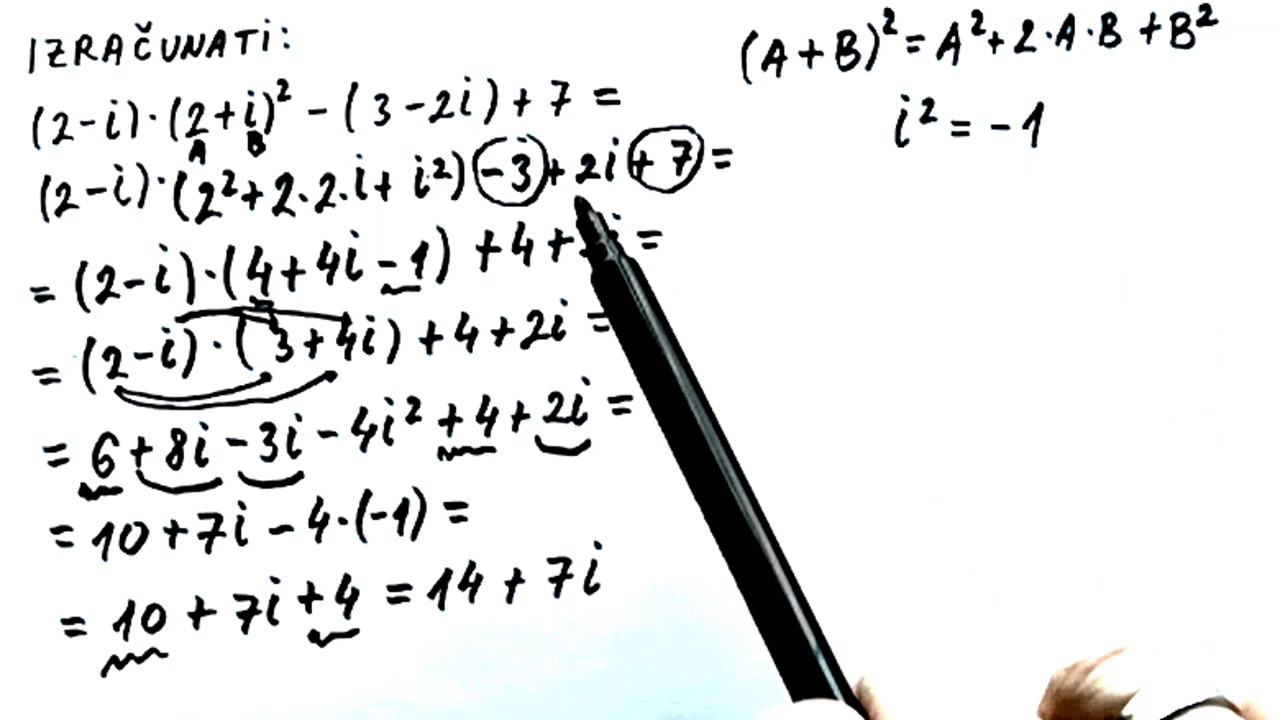 IZRAČUNATI:
(A+B)² = A² + 2·A·B + B²
i² = -1
(2-i)·(2+i)² - (3-2i) + 7 =
A B
(2-i)·(2²+2·2·i+i²) -3 + 2i + 7 =
= (2-i)·(4+4i-1) + 4 + i =
= (2-i)·(3+4i) + 4 + 2i =
= 6 + 8i - 3i - 4i² + 4 + 2i =
= 10 + 7i - 4·(-1) =
= 10 + 7i + 4 = 14 + 7i